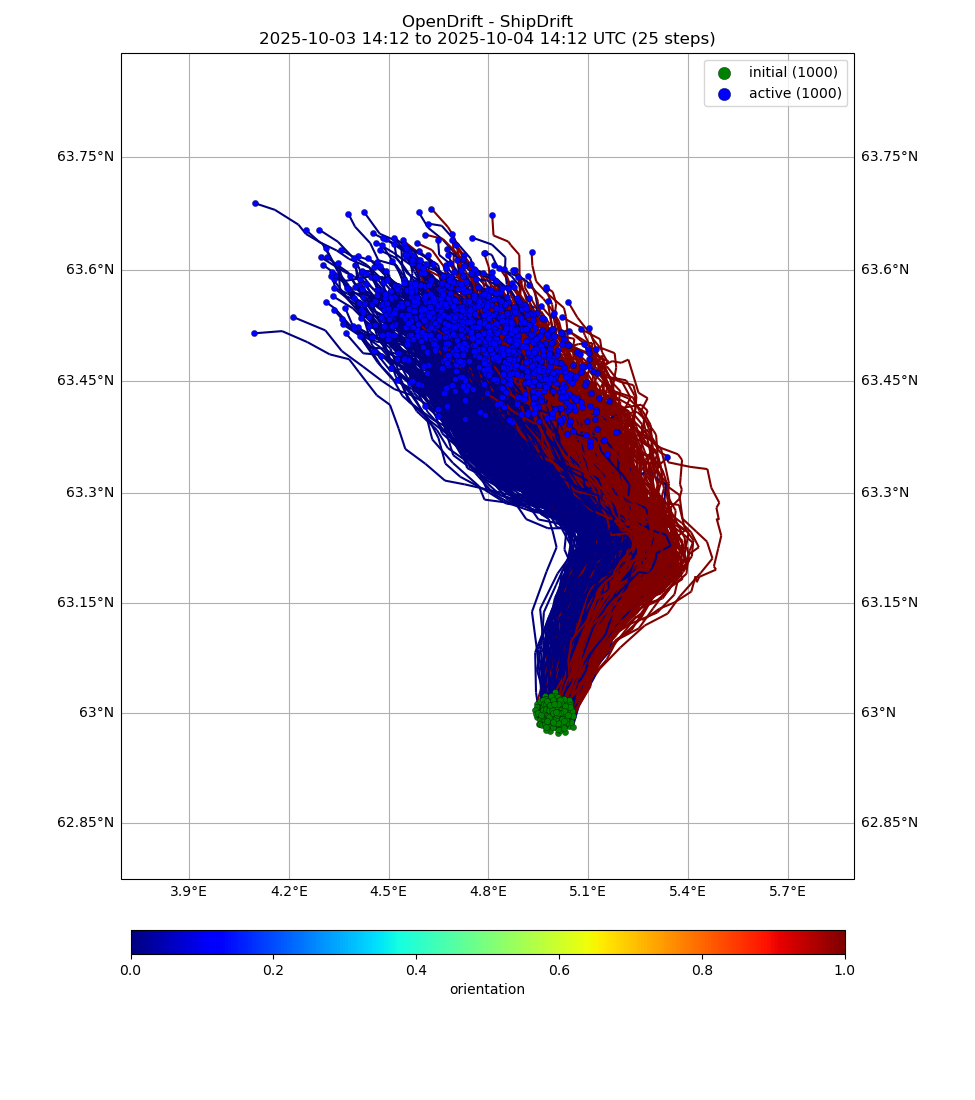 OpenDrift - ShipDrift
2025-10-03 14:12 to 2025-10-04 14:12 UTC (25 steps)
initial (1000)
active (1000)
63.75°N 63.75°N
63.6°N 63.6°N
63.45°N 63.45°N
63.3°N 63.3°N
63.15°N 63.15°N
63°N 63°N
62.85°N 62.85°N
3.9°E 4.2°E 4.5°E 4.8°E 5.1°E 5.4°E 5.7°E
0.0 0.2 0.4 0.6 0.8 1.0
orientation